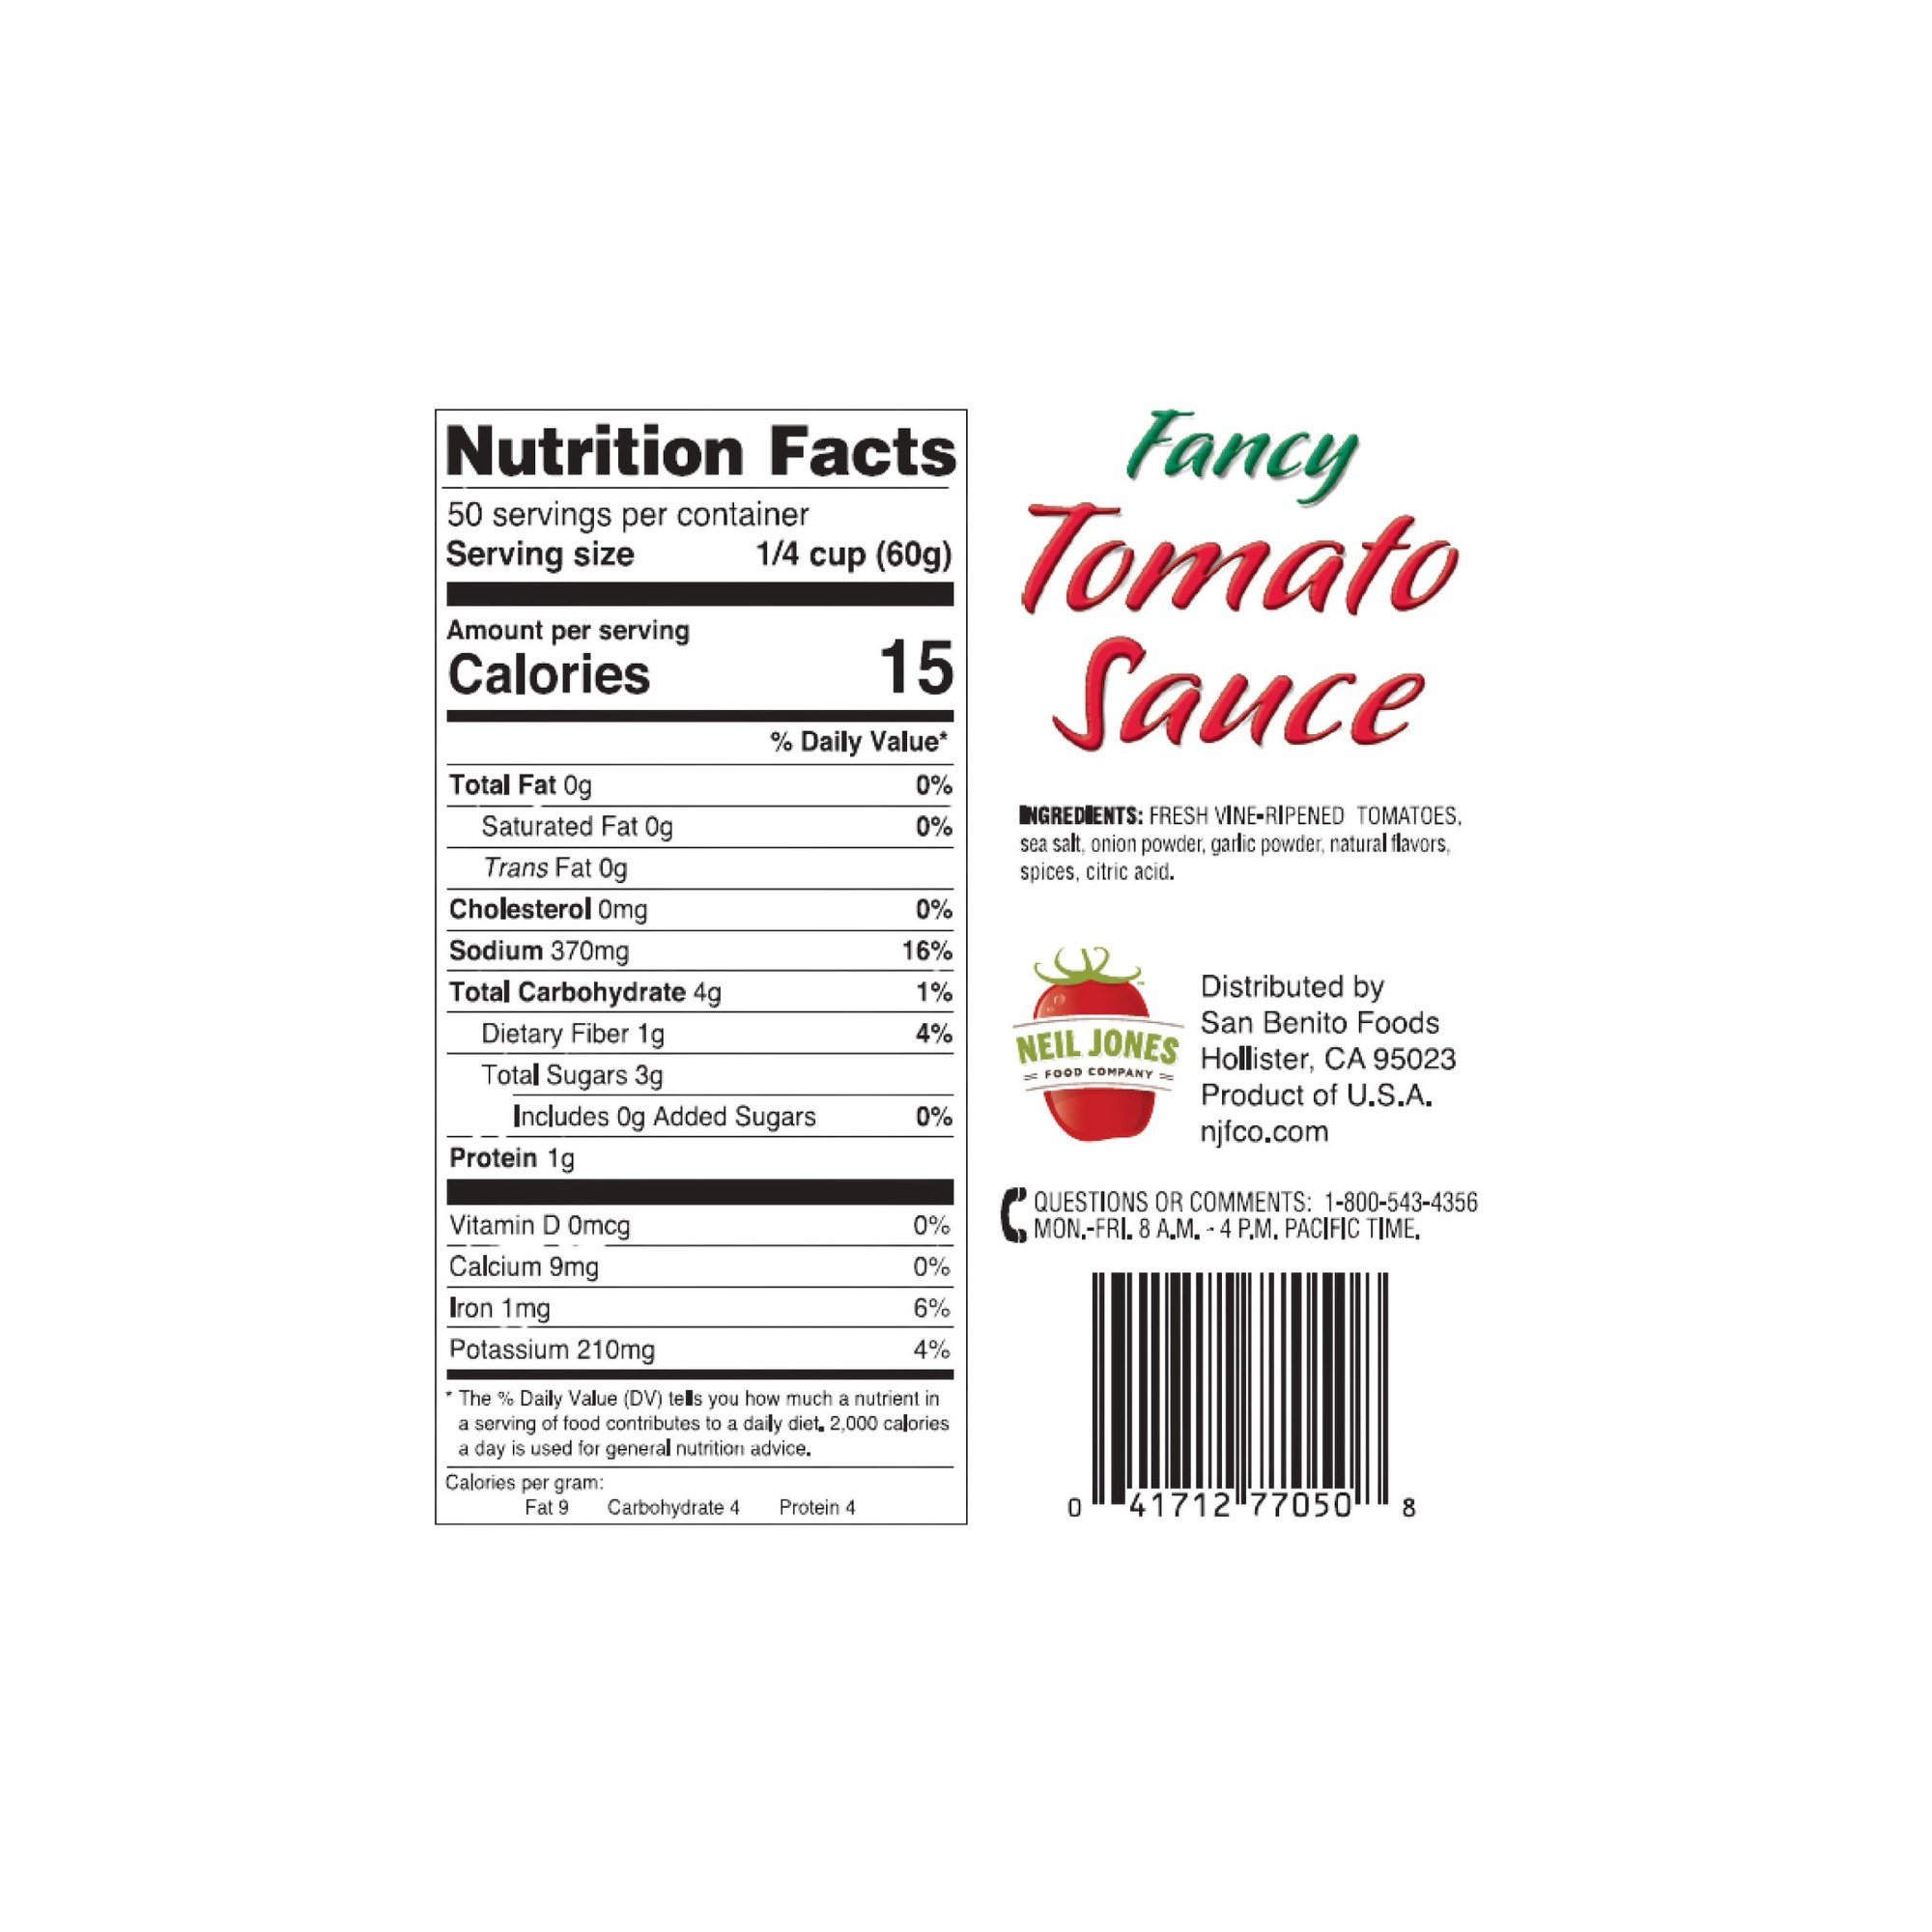 Nutrition Facts
50 servings per container
Serving size 1/4 cup (60g)
Amount per serving
Calories 15
% Daily Value*
Total Fat 0g 0%
Saturated Fat 0g 0%
Trans Fat 0g
Cholesterol 0mg 0%
Sodium 370mg 16%
Total Carbohydrate 4g 1%
Dietary Fiber 1g 4%
Total Sugars 3g
Includes 0g Added Sugars 0%
Protein 1g
Vitamin D 0mcg 0%
Calcium 9mg 0%
Iron 1mg 6%
Potassium 210mg 4%
* The % Daily Value (DV) tells you how much a nutrient in
a serving of food contributes to a daily diet. 2,000 calories
a day is used for general nutrition advice.
Calories per gram:
Fat 9 Carbohydrate 4 Protein 4
Fancy
Tomato
Sauce
INGREDIENTS: FRESH VINE-RIPENED TOMATOES,
sea salt, onion powder, garlic powder, natural flavors,
spices, citric acid.
NEIL JONES
FOOD COMPANY
Distributed by
San Benito Foods
Hollister, CA 95023
Product of U.S.A.
njfco.com
QUESTIONS OR COMMENTS: 1-800-543-4356
MON.-FRI. 8 A.M. - 4 P.M. PACIFIC TIME.
0 41712 77050 8